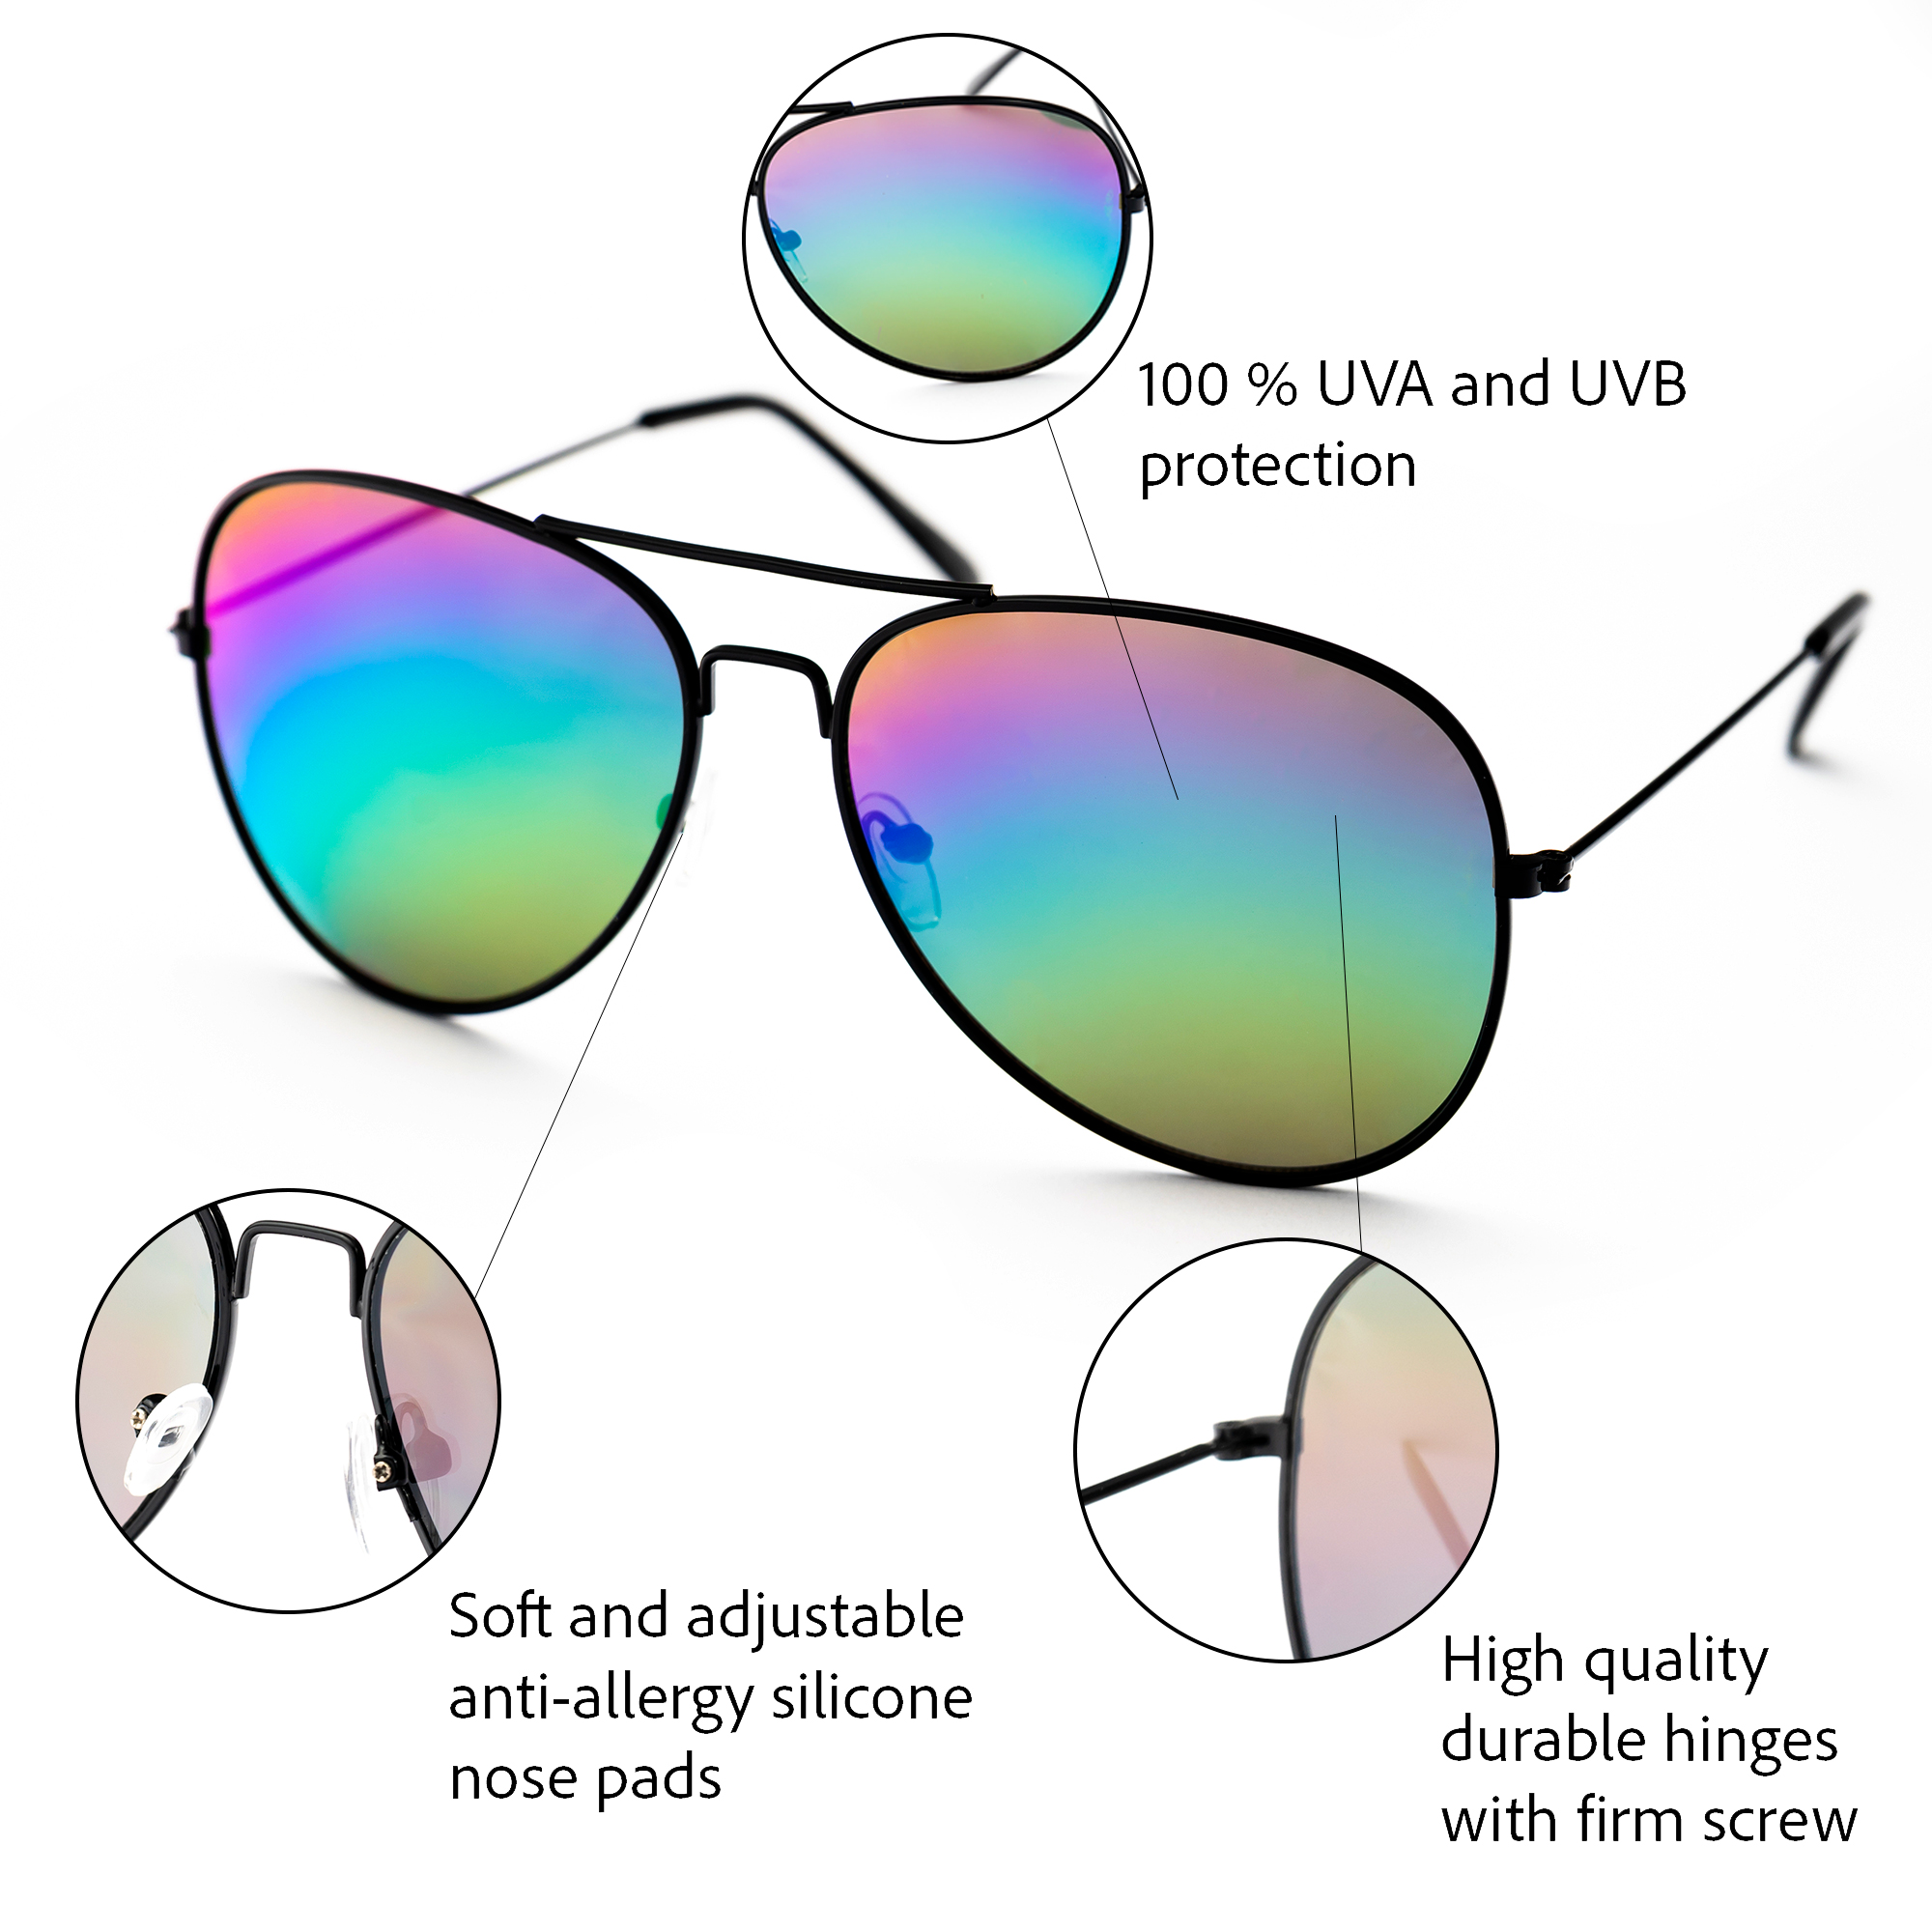 100 % UVA and UVB
protection
Soft and adjustable
anti-allergy silicone
nose pads
High quality
durable hinges
with firm screw